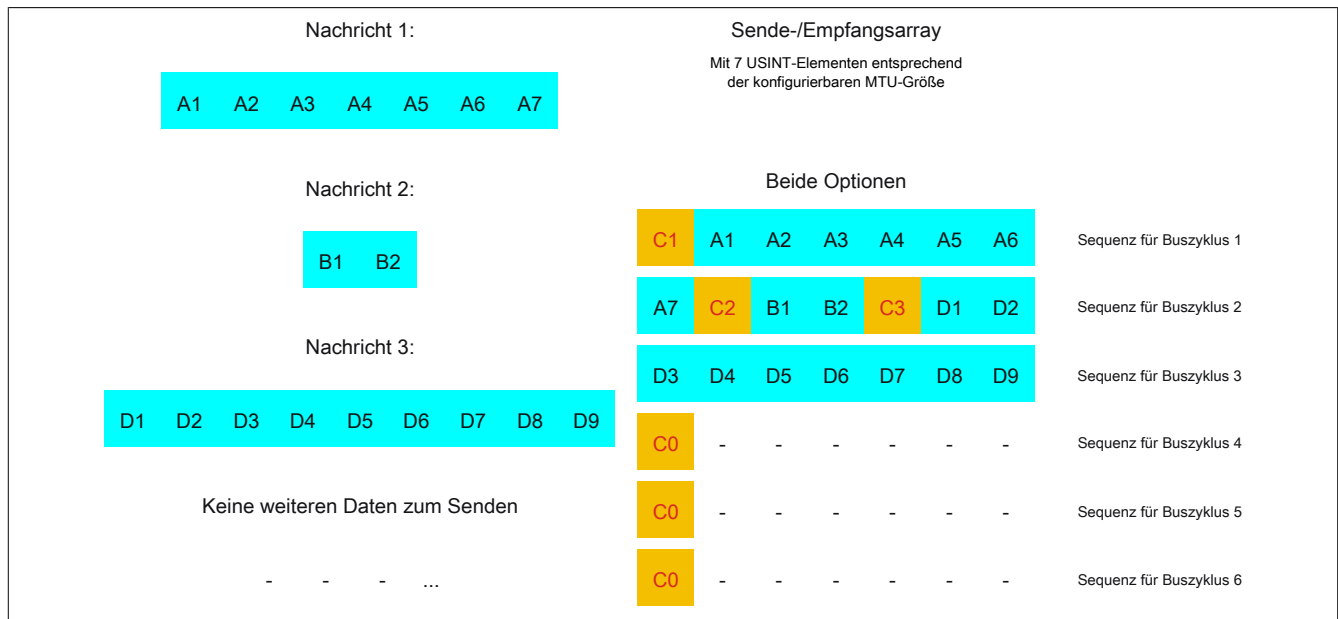 Nachricht 1:
A1 A2 A3 A4 A5 A6 A7
Nachricht 2:
B1 B2
Nachricht 3:
D1 D2 D3 D4 D5 D6 D7 D8 D9
Keine weiteren Daten zum Senden
- - - ...
Sende-/Empfangsarray
Mit 7 USINT-Elementen entsprechend
der konfigurierbaren MTU-Größe
Beide Optionen
C1 A1 A2 A3 A4 A5 A6 Sequenz für Buszyklus 1
A7 C2 B1 B2 C3 D1 D2 Sequenz für Buszyklus 2
D3 D4 D5 D6 D7 D8 D9 Sequenz für Buszyklus 3
C0 - - - - - - Sequenz für Buszyklus 4
C0 - - - - - - Sequenz für Buszyklus 5
C0 - - - - - - Sequenz für Buszyklus 6